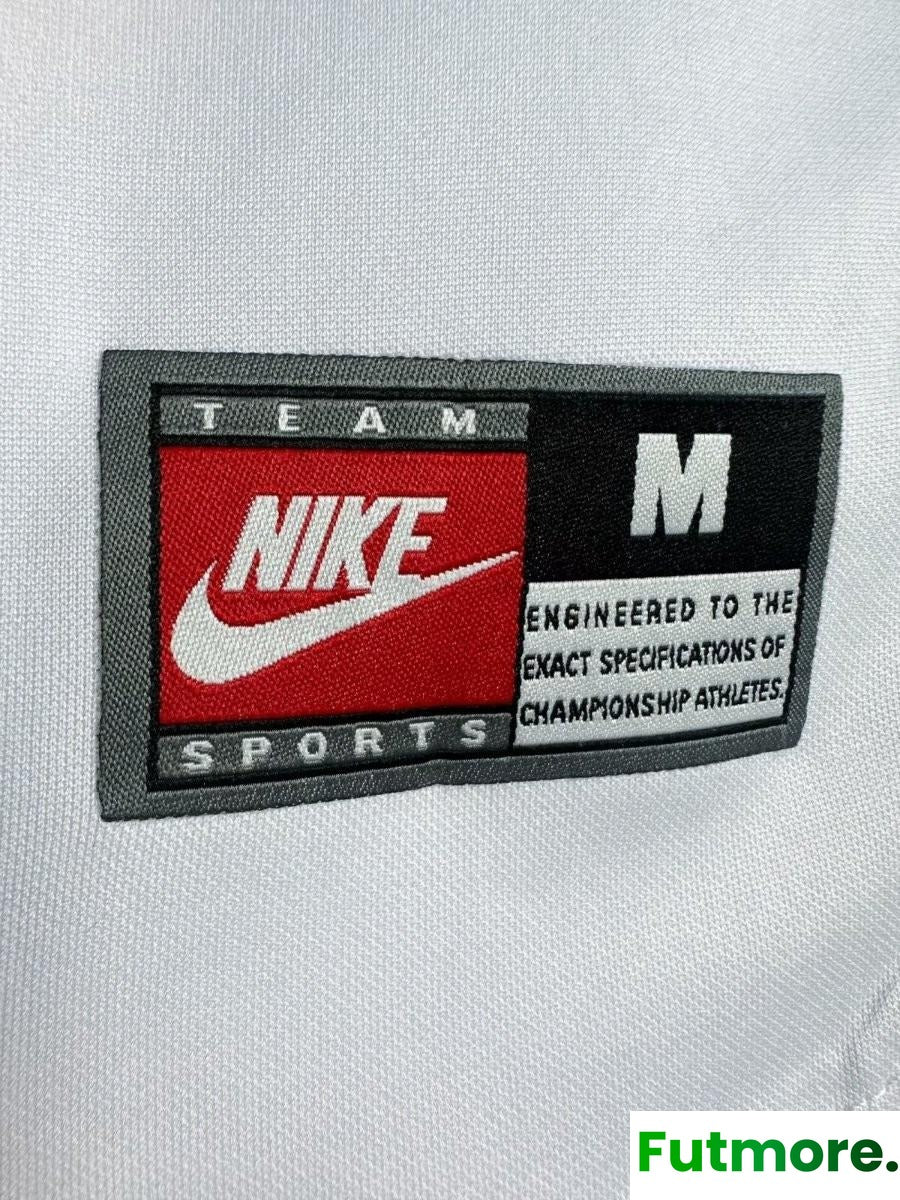 TEAM
NIKE
SPORTS
M
ENGINEERED TO THE
EXACT SPECIFICATIONS OF
CHAMPIONSHIP ATHLETES.
Futmore.